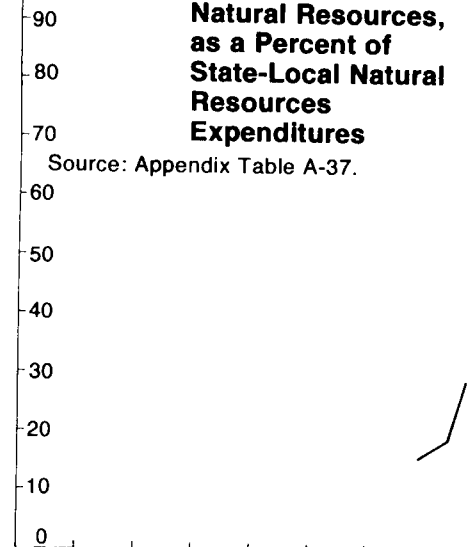 90
Natural Resources,
as a Percent of
80
State-Local Natural
Resources
70
Expenditures
Source: Appendix Table A-37.
60
50
40
30
20
10
0